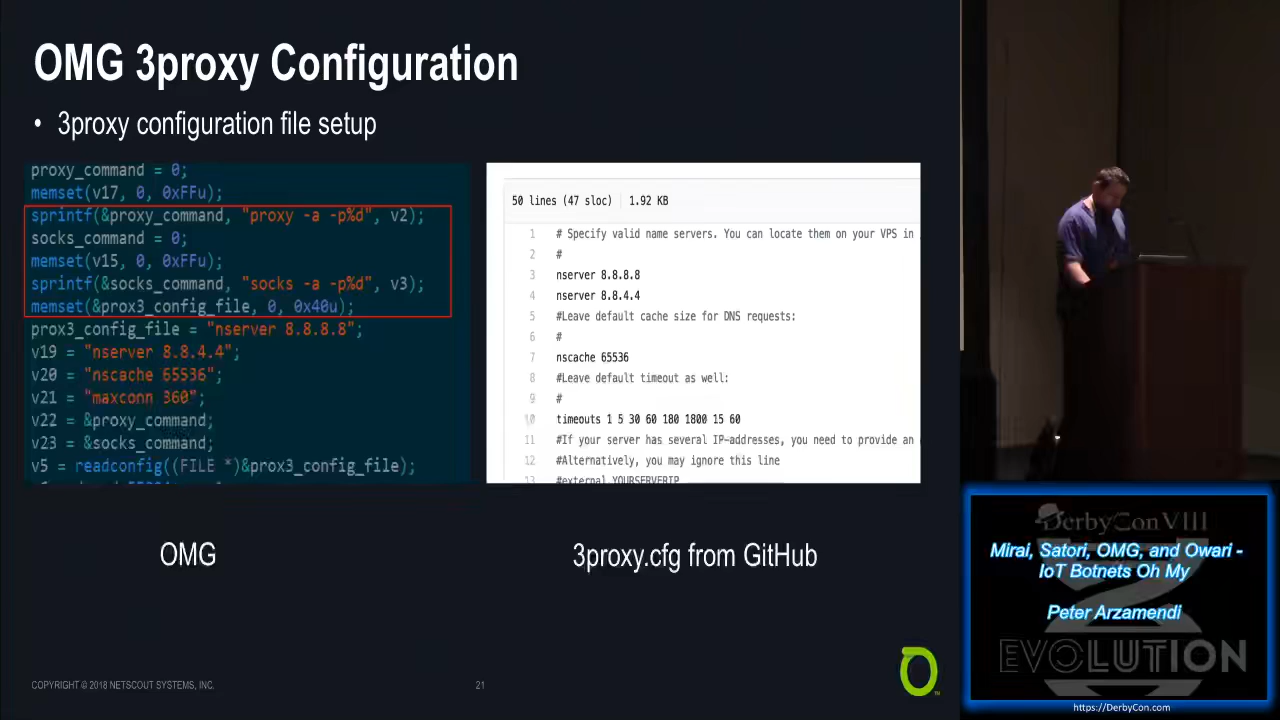 OMG 3proxy Configuration
• 3proxy configuration file setup
proxy_command = 0;
memset(v17, 0, 0xFFu);
sprintf(&proxy_command, "proxy -a -p%d", v2);
socks_command = 0;
memset(v15, 0, 0xFFu);
sprintf(&socks_command, "socks -a -p%d", v3);
memset(&prox3_config_file, 0, 0x40u);
prox3_config_file = "nserver 8.8.8.8";
v19 = "nserver 8.8.4.4";
v20 = "nscache 65536";
v21 = "maxconn 360";
v22 = &proxy_command;
v23 = &socks_command;
v5 = readconfig((FILE *)&prox3_config_file);
50 lines (47 sloc) 1.92 KB
1 # Specify valid name servers. You can locate them on your VPS in
2 #
3 nserver 8.8.8.8
4 nserver 8.8.4.4
5 #Leave default cache size for DNS requests:
6 #
7 nscache 65536
8 #Leave default timeout as well:
9 #
10 timeouts 1 5 30 60 180 1800 15 60
11 #If your server has several IP-addresses, you need to provide an
12 #Alternatively, you may ignore this line
13 #external YOURSERVERIP
OMG
3proxy.cfg from GitHub
COPYRIGHT © 2018 NETSCOUT SYSTEMS, INC.
21
DerbyCon VIII
Mirai, Satori, OMG, and Owari -
IoT Botnets Oh My
Peter Arzamendi
EVOLUTION
https://DerbyCon.com